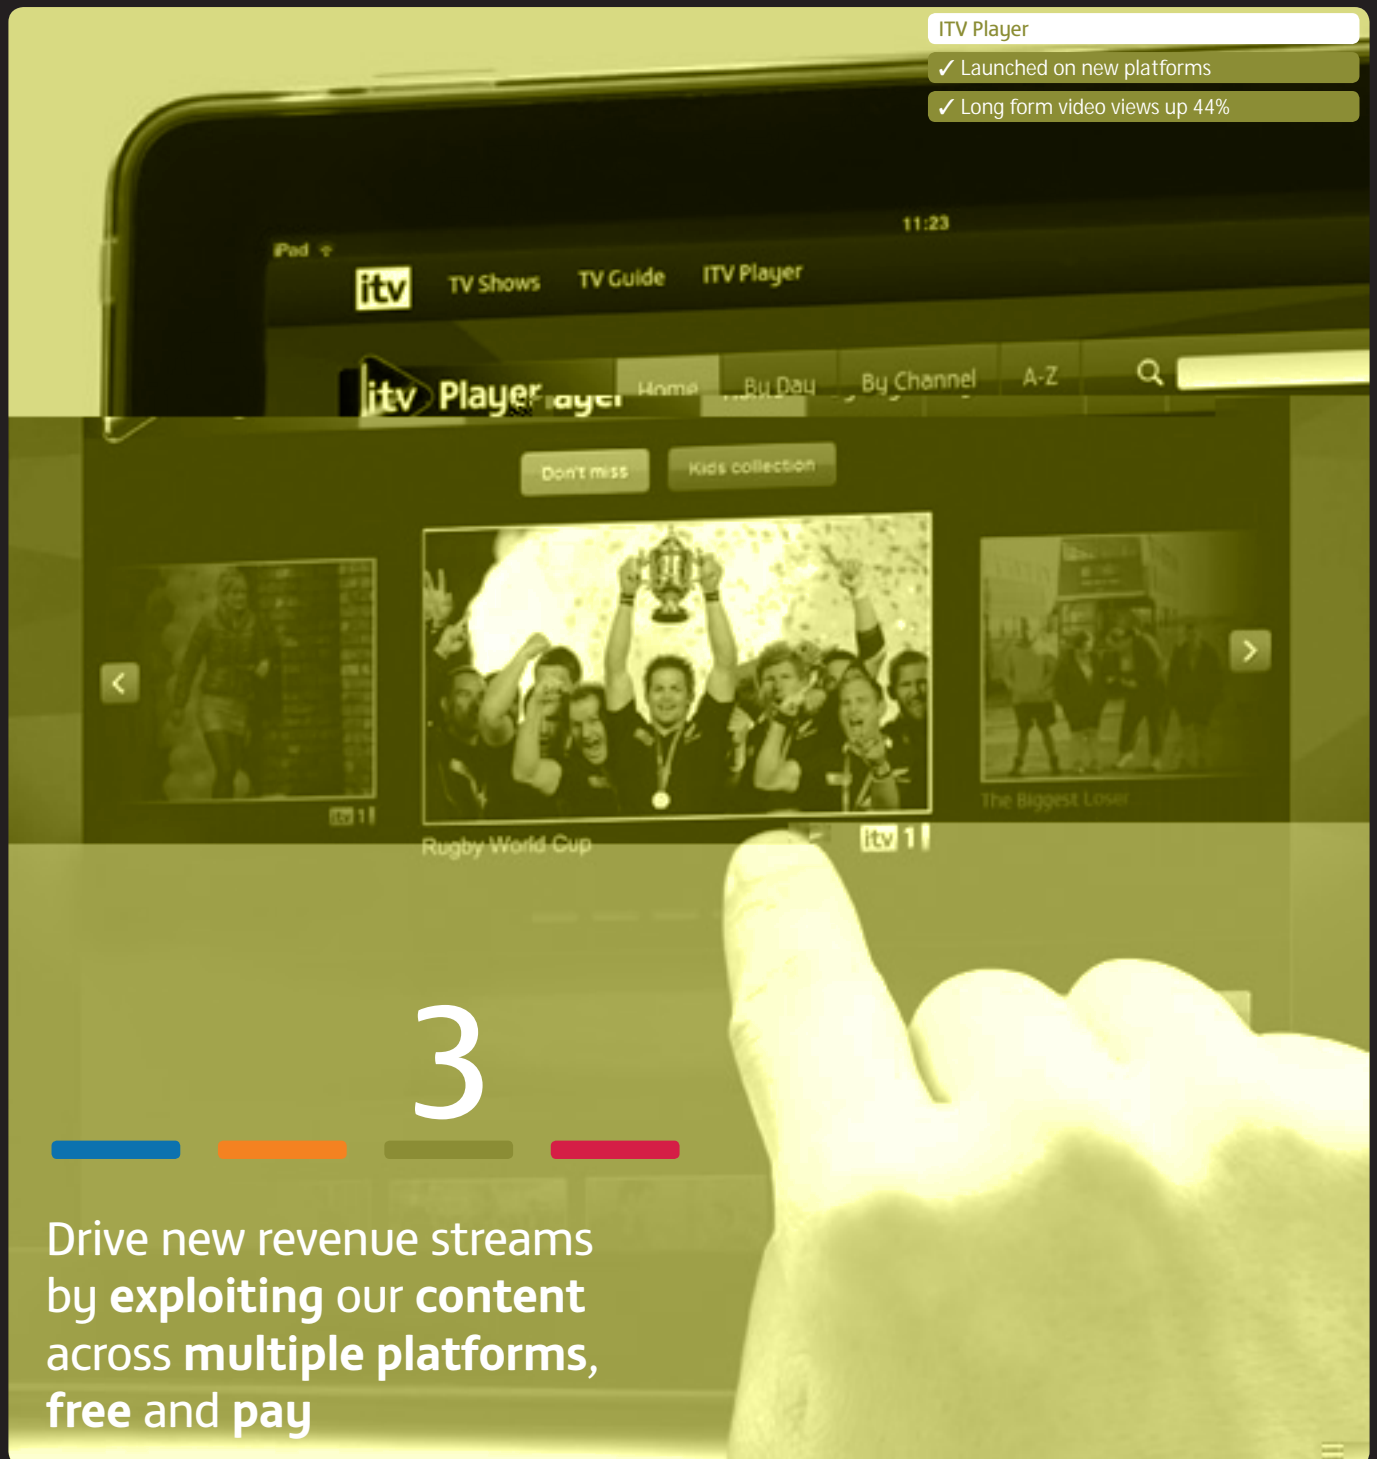 ITV Player
✓ Launched on new platforms
✓ Long form video views up 44%
iPad
11:23
itv
TV Shows
TV Guide
ITV Player
itv Player
Home
By Day
By Channel
A-Z
Don't miss
Kids collection
itv 1
Rugby World Cup
itv 1
The Biggest Loser
3
Drive new revenue streams
by exploiting our content
across multiple platforms,
free and pay